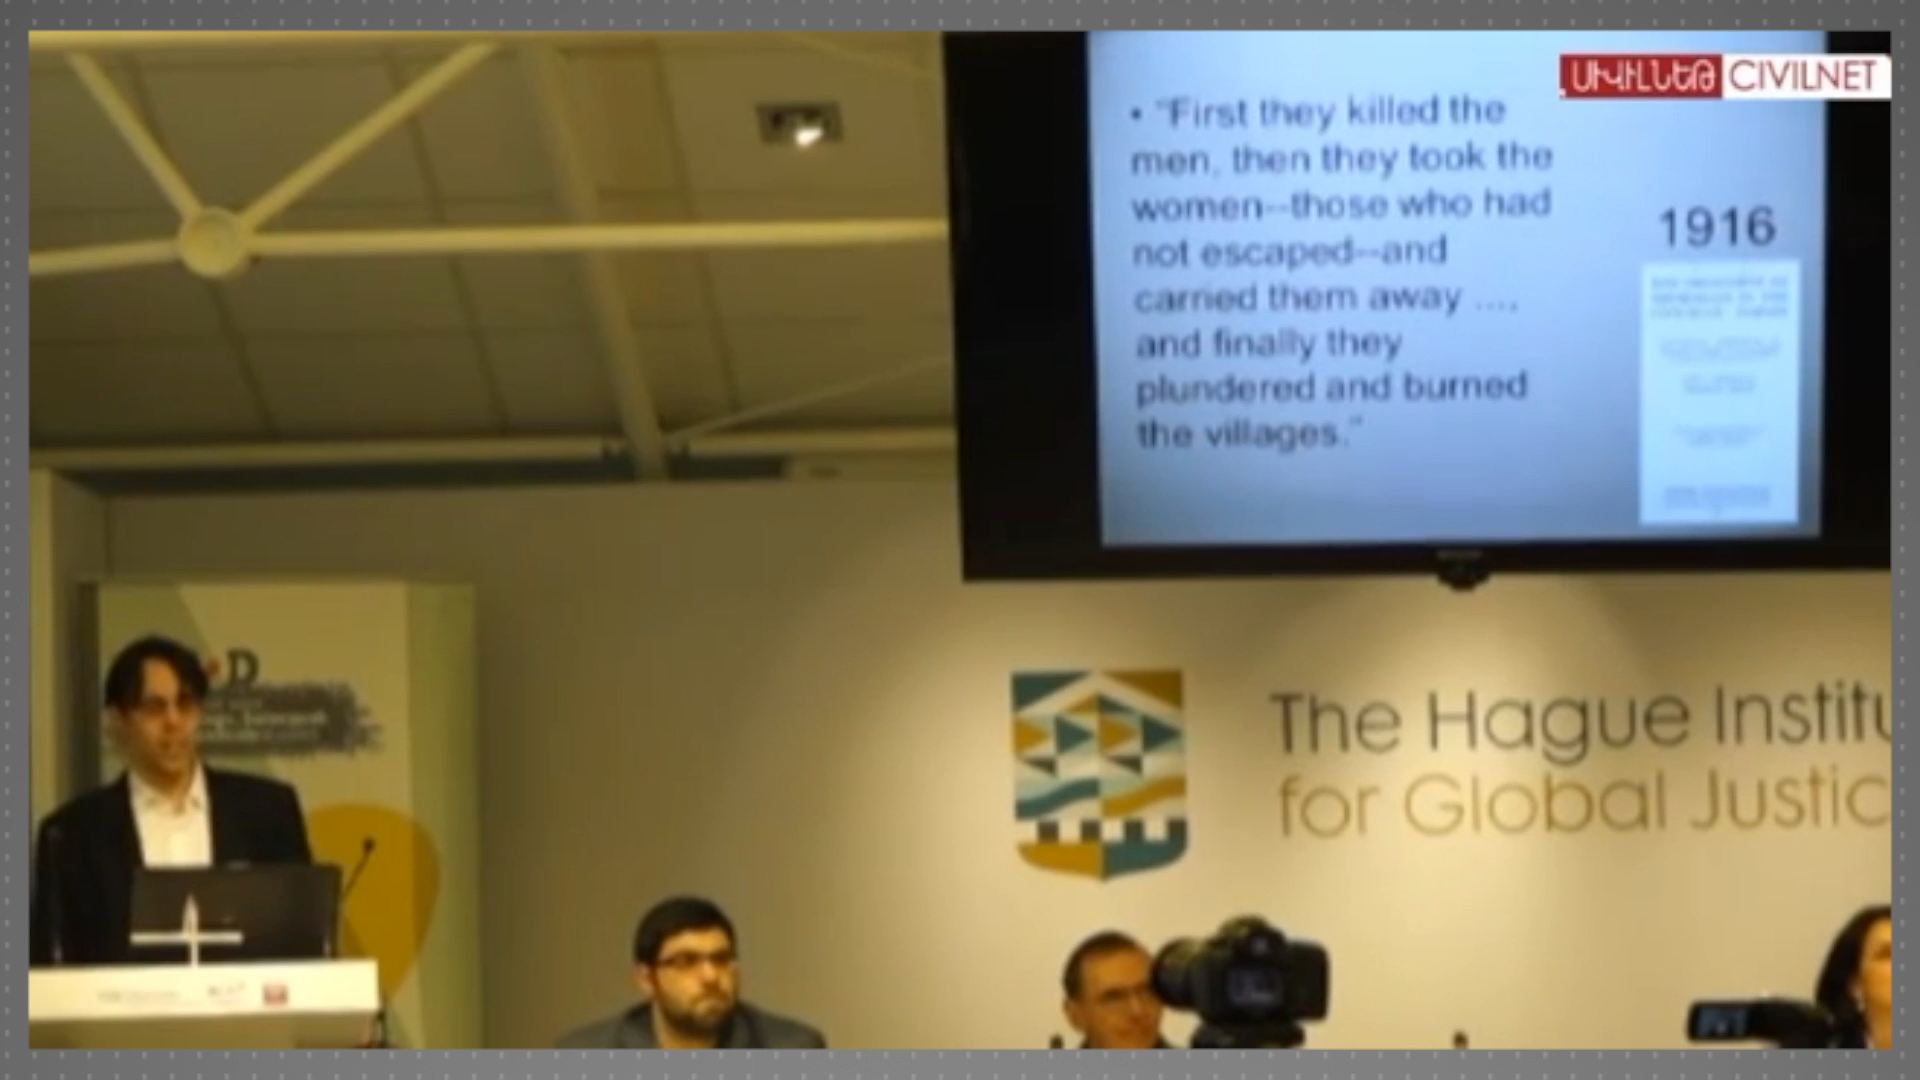 ՍԻՎԻԼՆԵԹ CIVILNET
• "First they killed the
men, then they took the
women--those who had
not escaped--and
carried them away ....,
and finally they
plundered and burned
the villages."
1916
D
The Hague Institu
for Global Justic